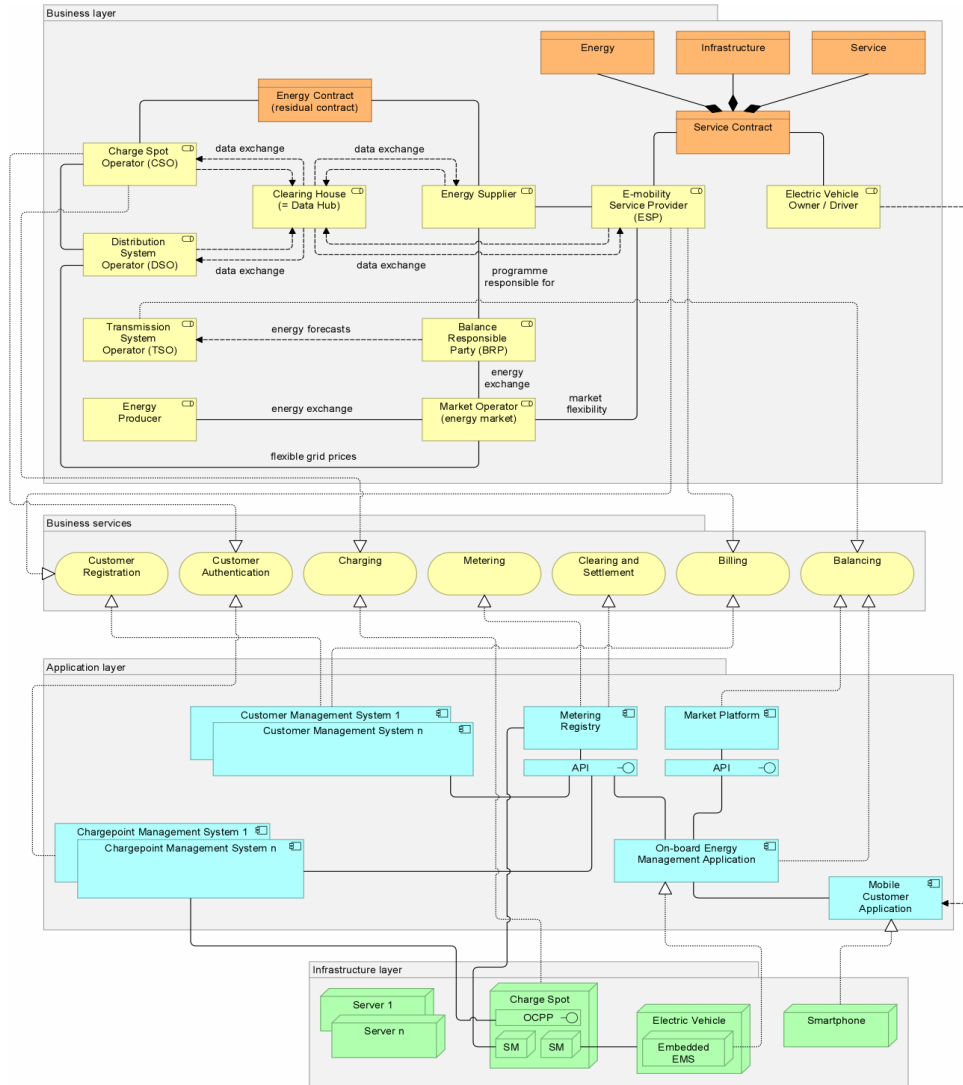 Business layer
Energy
Infrastructure
Service
Energy Contract
(residual contract)
Service Contract
Charge Spot
Operator (CSO)
data exchange
data exchange
Clearing House
(= Data Hub)
Energy Supplier
E-mobility
Service Provider
(ESP)
Electric Vehicle
Owner / Driver
Distribution
System
Operator (DSO)
data exchange
data exchange
programme
responsible for
Transmission
System
Operator (TSO)
energy forecasts
Balance
Responsible
Party (BRP)
energy
exchange
Energy
Producer
energy exchange
Market Operator
(energy market)
market
flexibility
flexible grid prices
Business services
Customer
Registration
Customer
Authentication
Charging
Metering
Clearing and
Settlement
Billing
Balancing
Application layer
Customer Management System 1
Customer Management System n
Metering
Registry
API
Market Platform
API
Chargepoint Management System 1
Chargepoint Management System n
On-board Energy
Management Application
Mobile
Customer
Application
Infrastructure layer
Server 1
Server n
Charge Spot
OCPP
SM
SM
Electric Vehicle
Embedded
EMS
Smartphone